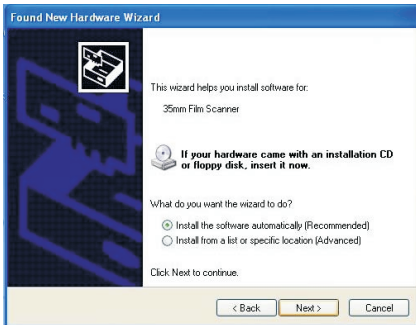 Found New Hardware Wizard
This wizard helps you install software for:
35mm Film Scanner
If your hardware came with an installation CD
or floppy disk, insert it now.
What do you want the wizard to do?
Install the software automatically (Recommended)
Install from a list or specific location (Advanced)
Click Next to continue.
< Back Next > Cancel